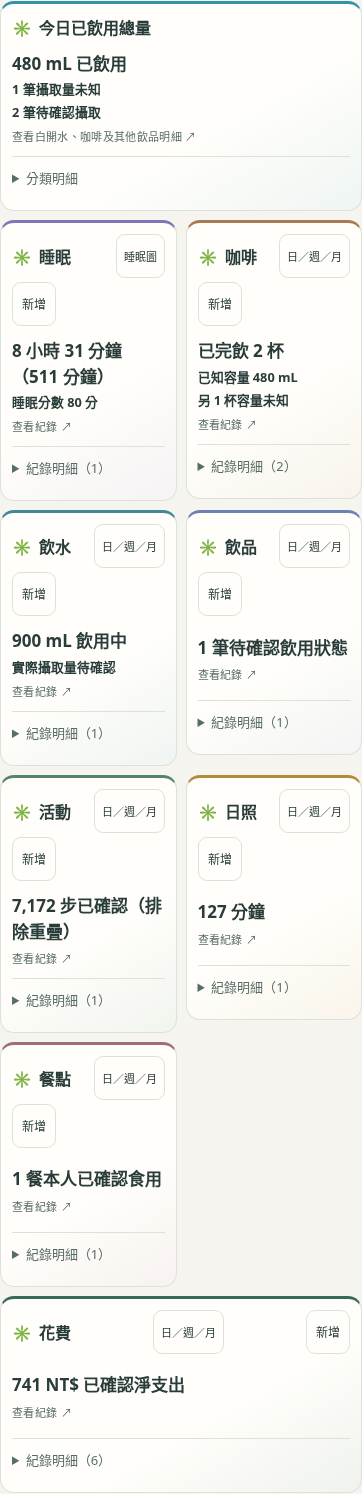 今日已飲用總量
480 mL 已飲用
1 筆攝取量未知
2 筆待確認攝取
查看白開水、咖啡及其他飲品明細 ↗
▶ 分類明細
睡眠
睡眠圖
新增
8 小時 31 分鐘
（511 分鐘）
睡眠分數 80 分
查看紀錄 ↗
▶ 紀錄明細（1）
咖啡
日／週／月
新增
已完飲 2 杯
已知容量 480 mL
另 1 杯容量未知
查看紀錄 ↗
▶ 紀錄明細（2）
飲水
日／週／月
新增
900 mL 飲用中
實際攝取量待確認
查看紀錄 ↗
▶ 紀錄明細（1）
飲品
日／週／月
新增
1 筆待確認飲用狀態
查看紀錄 ↗
▶ 紀錄明細（1）
活動
日／週／月
新增
7,172 步已確認（排
除重疊）
查看紀錄 ↗
▶ 紀錄明細（1）
日照
日／週／月
新增
127 分鐘
查看紀錄 ↗
▶ 紀錄明細（1）
餐點
日／週／月
新增
1 餐本人已確認食用
查看紀錄 ↗
▶ 紀錄明細（1）
花費
日／週／月
新增
741 NT$ 已確認淨支出
查看紀錄 ↗
▶ 紀錄明細（6）